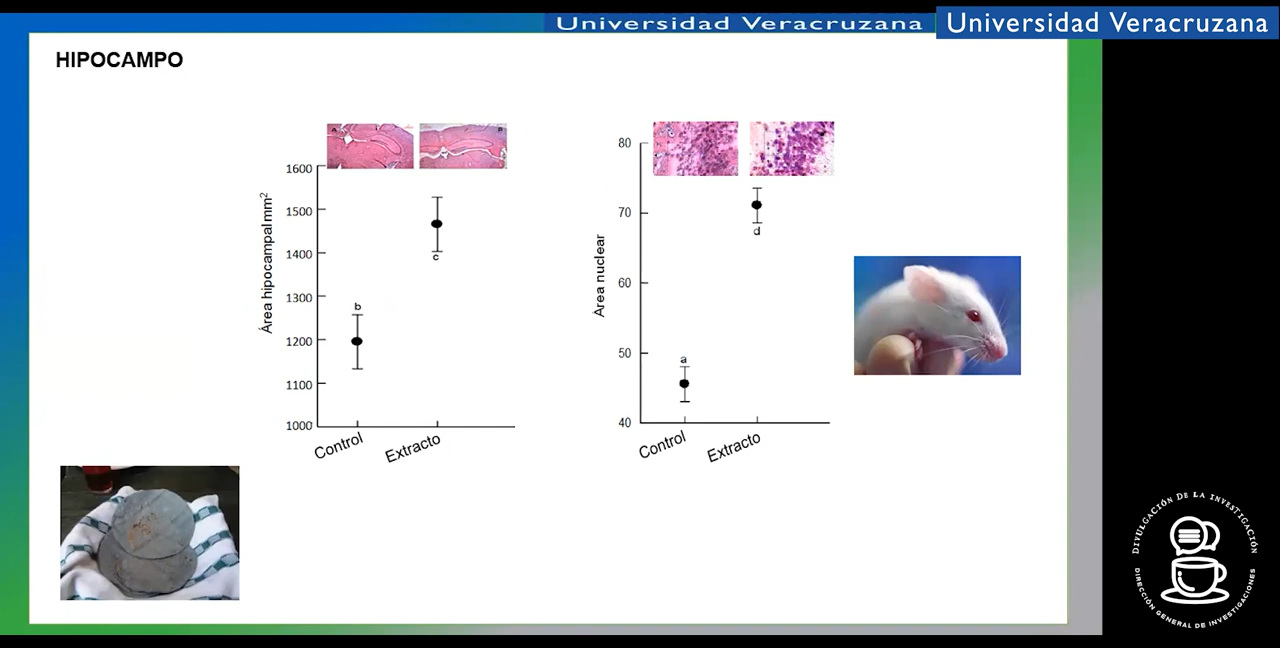 Universidad Veracruzana
Universidad Veracruzana
HIPOCAMPO
A
B
Área hipocampal mm²
1600
1500
1400
1300
1200
1100
1000
b
c
Control
Extracto
Área nuclear
80
70
60
50
40
a
d
Control
Extracto
DIVULGACIÓN DE LA INVESTIGACIÓN
DIRECCIÓN GENERAL DE INVESTIGACIONES